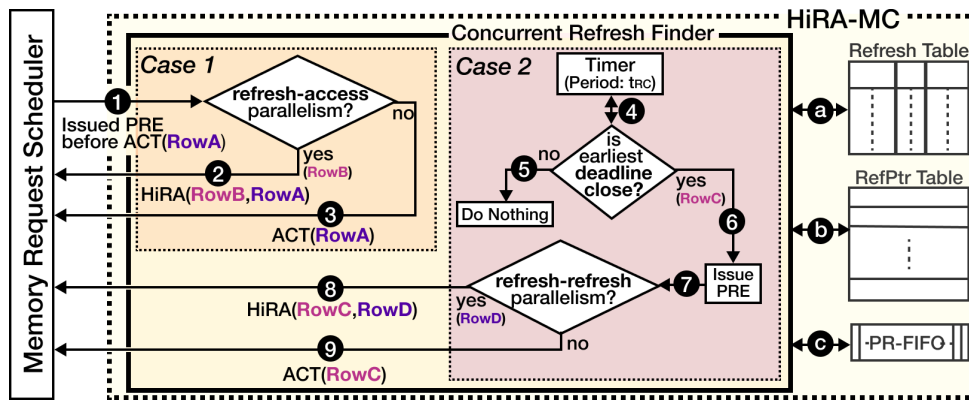 HiRA-MC
Concurrent Refresh Finder
Memory Request Scheduler
Case 1
refresh-access
parallelism?
1
Issued PRE
before ACT(RowA)
no
yes
(RowB)
2
HiRA(RowB,RowA)
3
ACT(RowA)
Case 2
Timer
(Period: tRC)
4
is
earliest
deadline
close?
no
5
Do Nothing
yes
(RowC)
6
Issue
PRE
7
refresh-refresh
parallelism?
yes
(RowD)
8
HiRA(RowC,RowD)
no
9
ACT(RowC)
Refresh Table
a
RefPtr Table
b
c
PR-FIFO